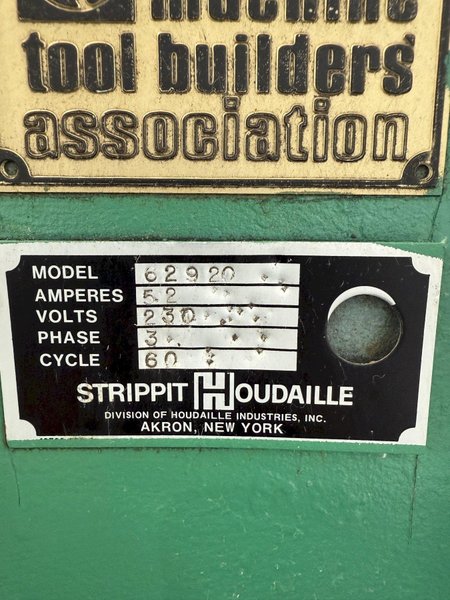 machine
tool builders'
association
MODEL 62920
AMPERES 52
VOLTS 230
PHASE 3
CYCLE 60
STRIPPIT HOUDAILLE
DIVISION OF HOUDAILLE INDUSTRIES, INC.
AKRON, NEW YORK